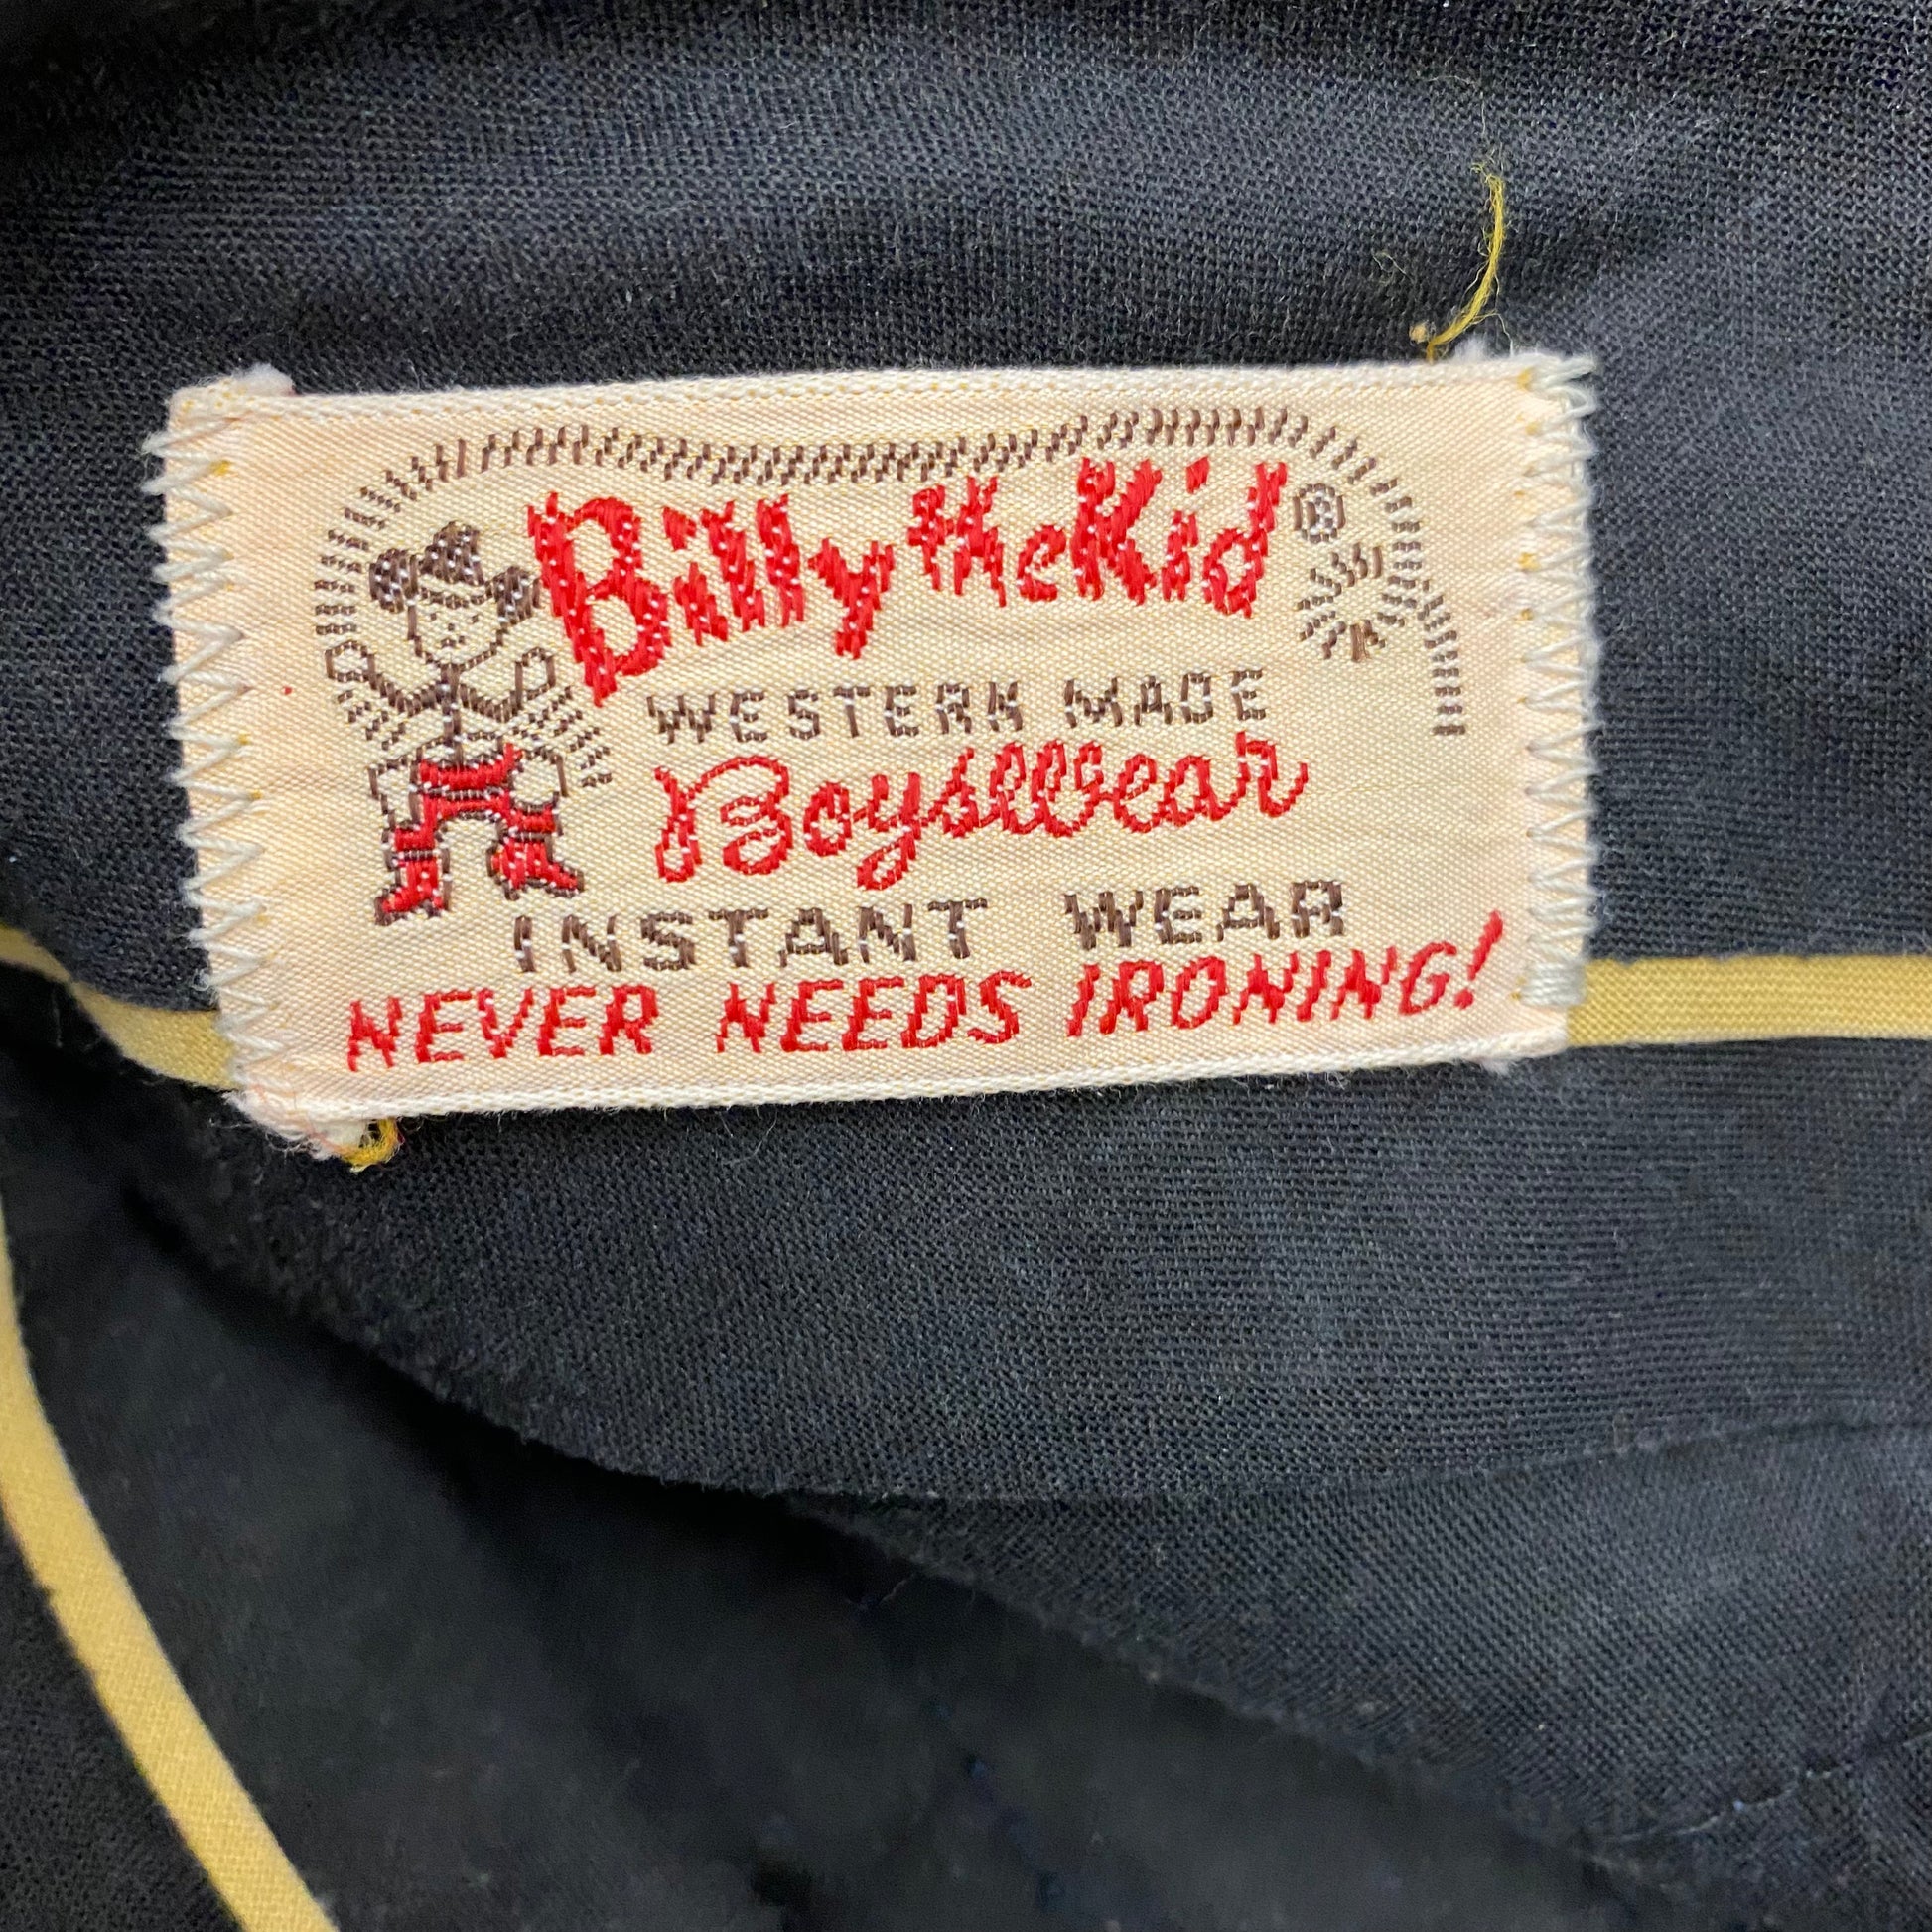 Billy the Kid ®
WESTERN MADE
BoysWear
INSTANT WEAR
NEVER NEEDS IRONING!